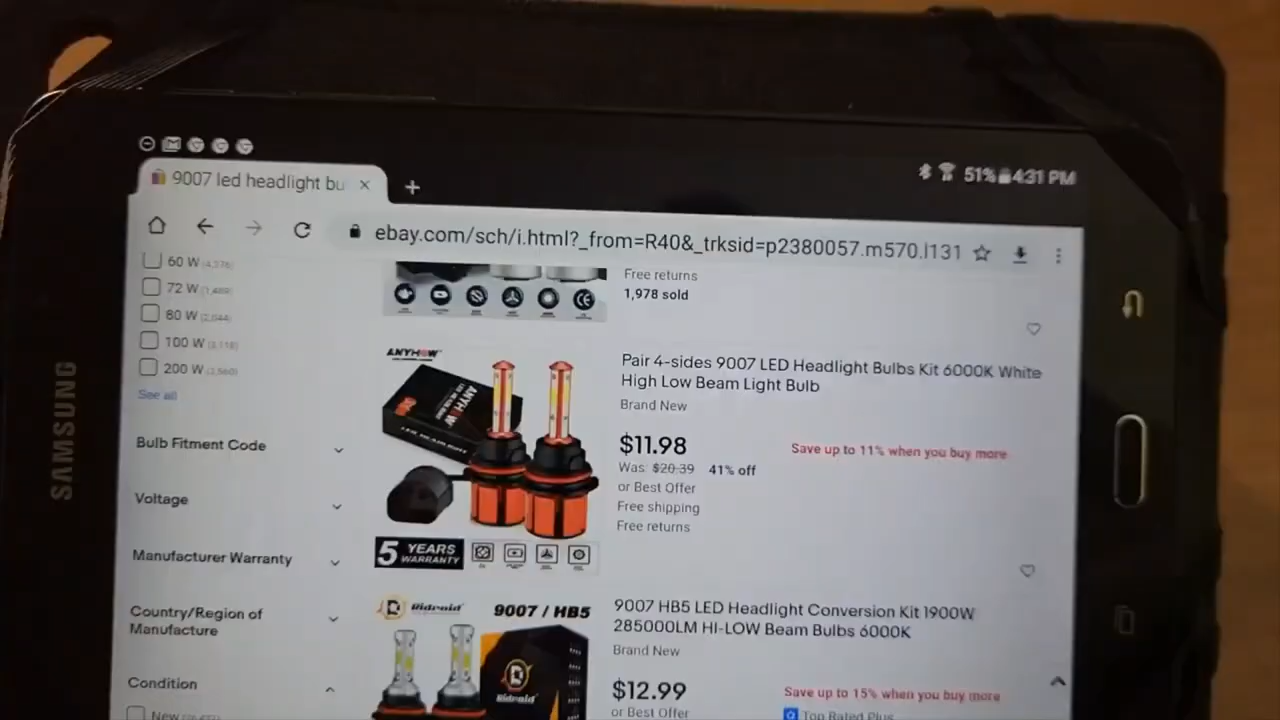 51% 4:31 PM
9007 led headlight bu
ebay.com/sch/i.html?_from=R40&_trksid=p2380057.m570.l131
60 W
72 W
80 W
100 W
200 W
See all
Bulb Fitment Code
Voltage
Manufacturer Warranty
Country/Region of
Manufacture
Condition
New
SAMSUNG
Free returns
1,978 sold
ANYHOW
ANYHOW
LED HEADLIGHT
5 YEARS
WARRANTY
Pair 4-sides 9007 LED Headlight Bulbs Kit 6000K White
High Low Beam Light Bulb
Brand New
$11.98
Save up to 11% when you buy more
Was: $20.39 41% off
or Best Offer
Free shipping
Free returns
Bidroid
9007 / HB5
Bidroid
9007 HB5 LED Headlight Conversion Kit 1900W
285000LM HI-LOW Beam Bulbs 6000K
Brand New
$12.99
Save up to 15% when you buy more
or Best Offer
Top Rated Plus